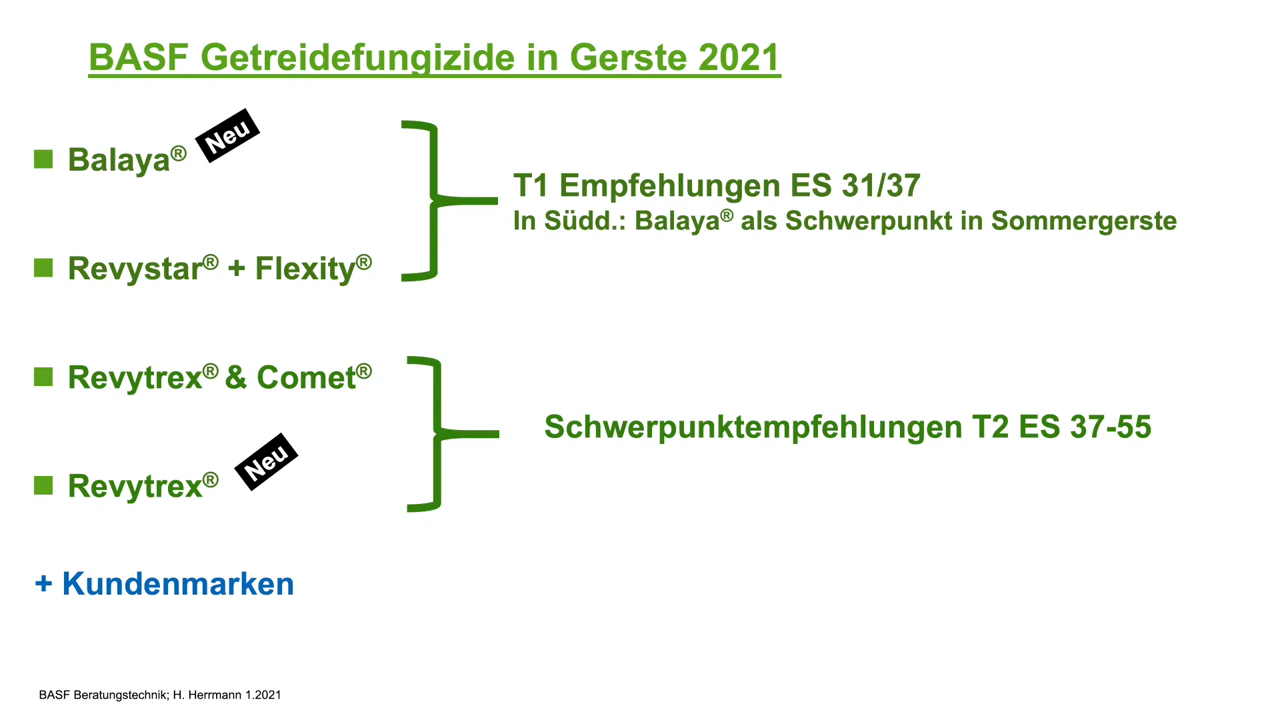 BASF Getreidefungizide in Gerste 2021
Balaya® Neu
T1 Empfehlungen ES 31/37
In Südd.: Balaya® als Schwerpunkt in Sommergerste
Revystar® + Flexity®
Revytrex® & Comet®
Schwerpunktempfehlungen T2 ES 37-55
Revytrex® Neu
+ Kundenmarken
BASF Beratungstechnik; H. Herrmann 1.2021